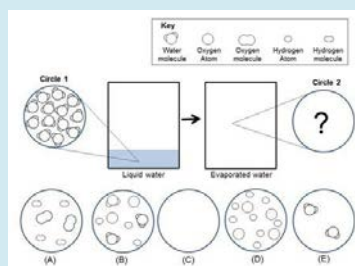 Key
Water molecule
Oxygen Atom
Oxygen molecule
Hydrogen Atom
Hydrogen molecule
Circle 1
Circle 2
?
Liquid water
Evaporated water
(A) (B) (C) (D) (E)